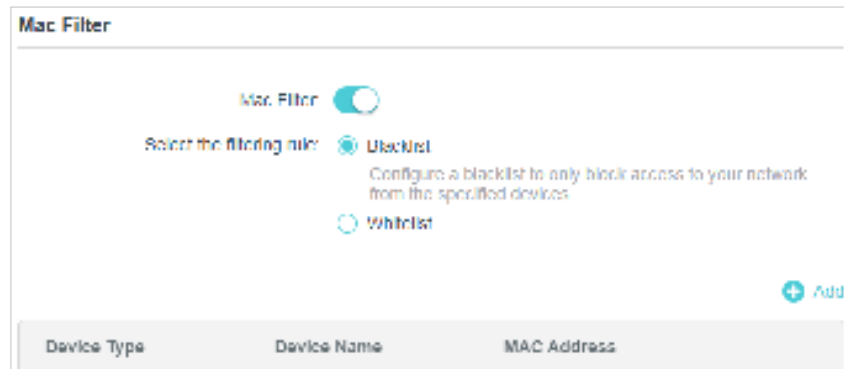 Mac Filter
Mac Filter
Select the filtering rule: Blacklist
Configure a blacklist to only block access to your network
from the specified devices
Whitelist
Add
Device Type Device Name MAC Address